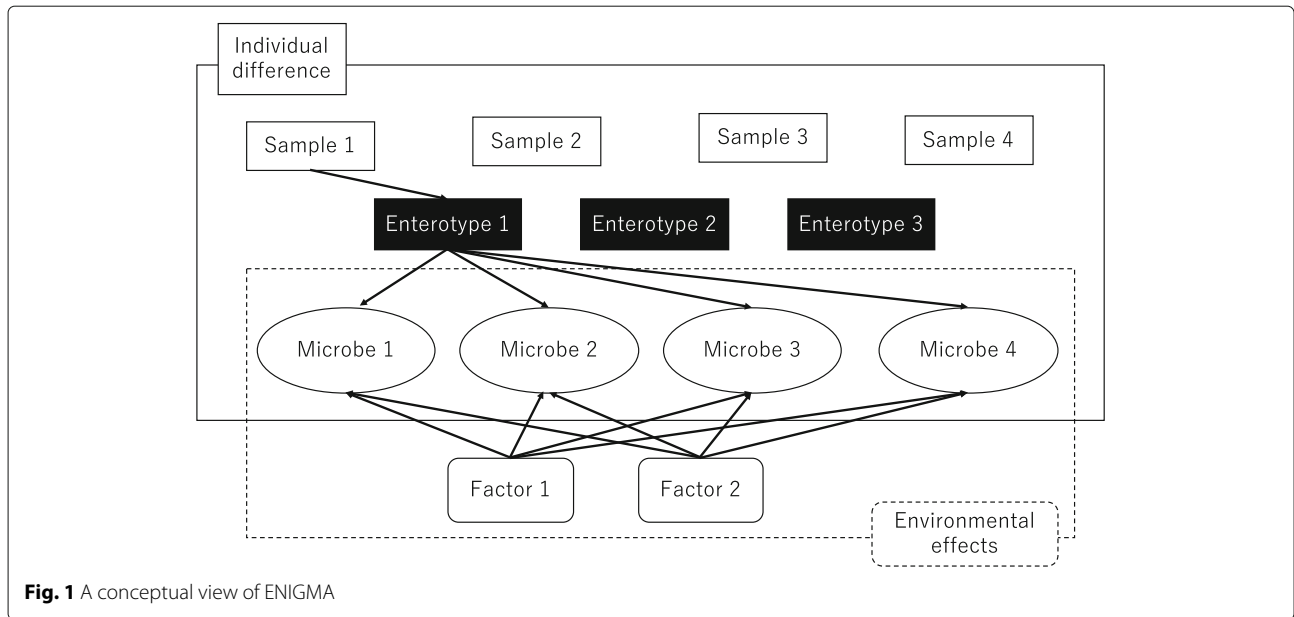 Individual
difference
Sample 1
Sample 2
Sample 3
Sample 4
Enterotype 1
Enterotype 2
Enterotype 3
Microbe 1
Microbe 2
Microbe 3
Microbe 4
Factor 1
Factor 2
Environmental
effects
Fig. 1 A conceptual view of ENIGMA